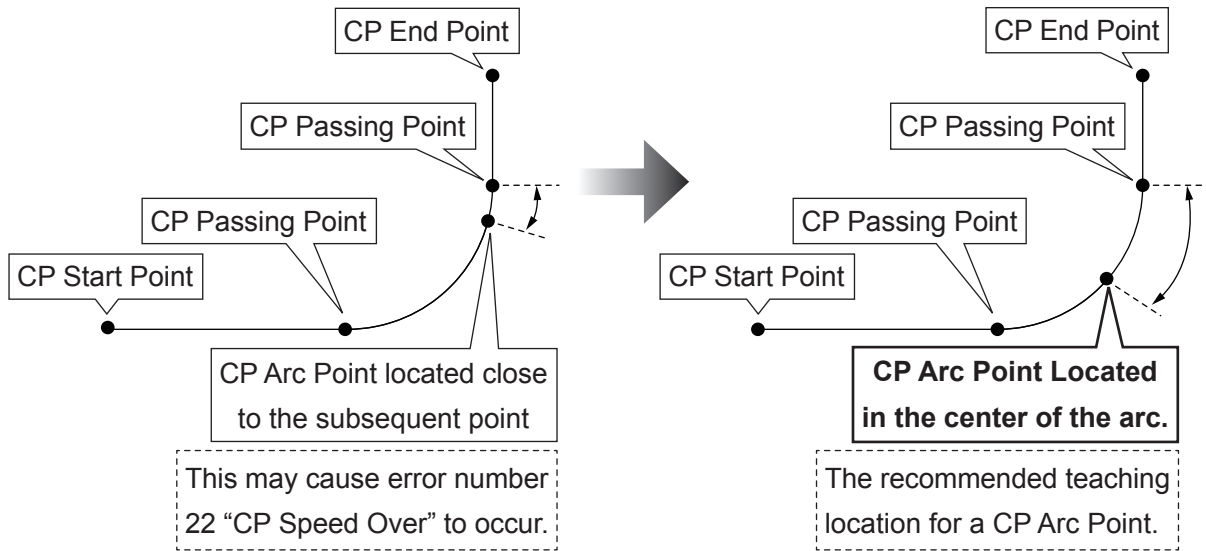 CP End Point
CP Passing Point
CP Passing Point
CP Start Point
CP Arc Point located close
to the subsequent point
This may cause error number
22 “CP Speed Over” to occur.
CP End Point
CP Passing Point
CP Passing Point
CP Start Point
CP Arc Point Located
in the center of the arc.
The recommended teaching
location for a CP Arc Point.